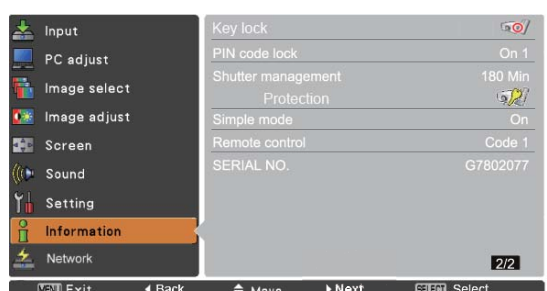 Input
PC adjust
Image select
Image adjust
Screen
Sound
Setting
Information
Network
Key lock
PIN code lock On 1
Shutter management 180 Min
Protection
Simple mode On
Remote control Code 1
SERIAL NO. G7802077
2/2
MENU Exit Back Move Next SELECT Select